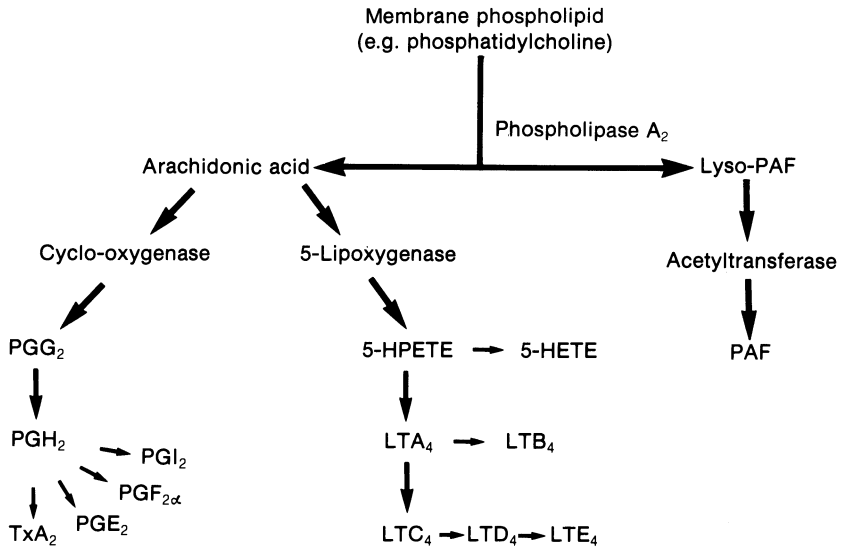 Membrane phospholipid
(e.g. phosphatidylcholine)
Phospholipase A₂
Arachidonic acid
Lyso-PAF
Cyclo-oxygenase
5-Lipoxygenase
Acetyltransferase
PGG₂
5-HPETE
5-HETE
PAF
PGH₂
LTA₄
LTB₄
PGI₂
PGF₂α
TxA₂
PGE₂
LTC₄
LTD₄
LTE₄